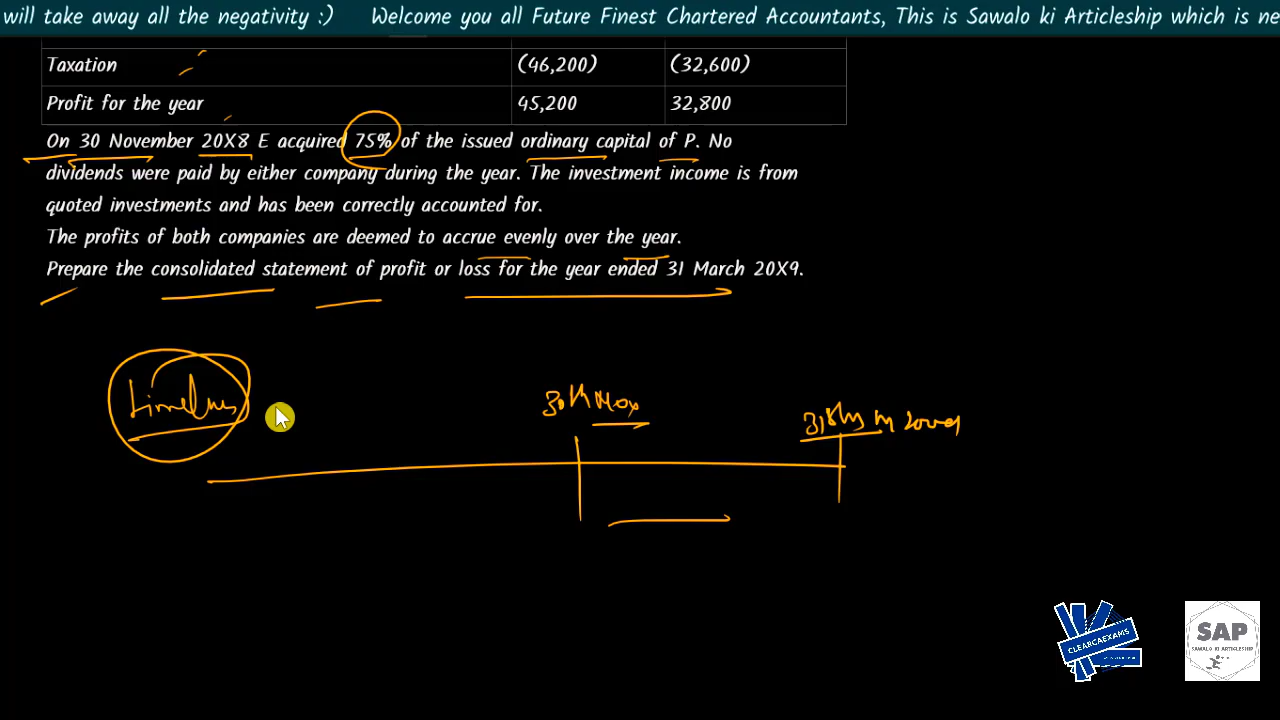 will take away all the negativity :) Welcome you all Future Finest Chartered Accountants, This is Sawalo ki Articleship which is ne
Taxation (46,200) (32,600)
Profit for the year 45,200 32,800
On 30 November 20X8 E acquired 75% of the issued ordinary capital of P. No
dividends were paid by either company during the year. The investment income is from
quoted investments and has been correctly accounted for.
The profits of both companies are deemed to accrue evenly over the year.
Prepare the consolidated statement of profit or loss for the year ended 31 March 20X9.
30th Nov
CLEARCAEXAMS
SAP
SAWALO KI ARTICLESHIP